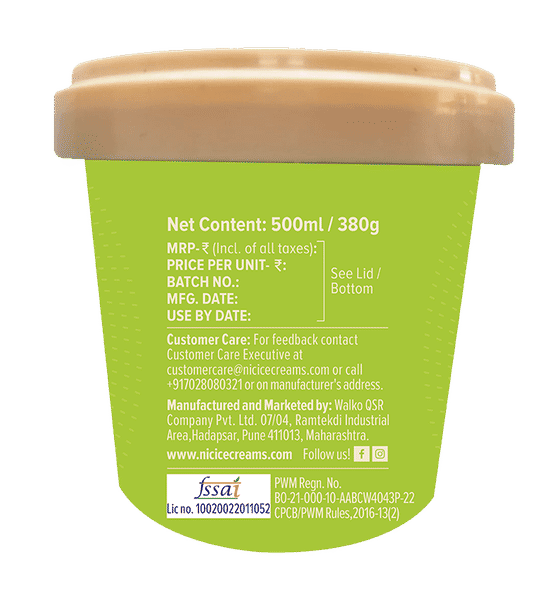 Net Content: 500ml / 380g
MRP-₹ (Incl. of all taxes):
PRICE PER UNIT- ₹:
BATCH NO.:
MFG. DATE:
USE BY DATE:
See Lid /
Bottom
Customer Care: For feedback contact
Customer Care Executive at
customercare@nicicecreams.com or call
+917028080321 or on manufacturer's address.
Manufactured and Marketed by: Walko QSR
Company Pvt. Ltd. 07/04, Ramtekdi Industrial
Area,Hadapsar, Pune 411013, Maharashtra.
www.nicicecreams.com Follow us!
fssai
Lic no. 10020022011052
PWM Regn. No.
BO-21-000-10-AABCW4043P-22
CPCB/PWM Rules,2016-13(2)